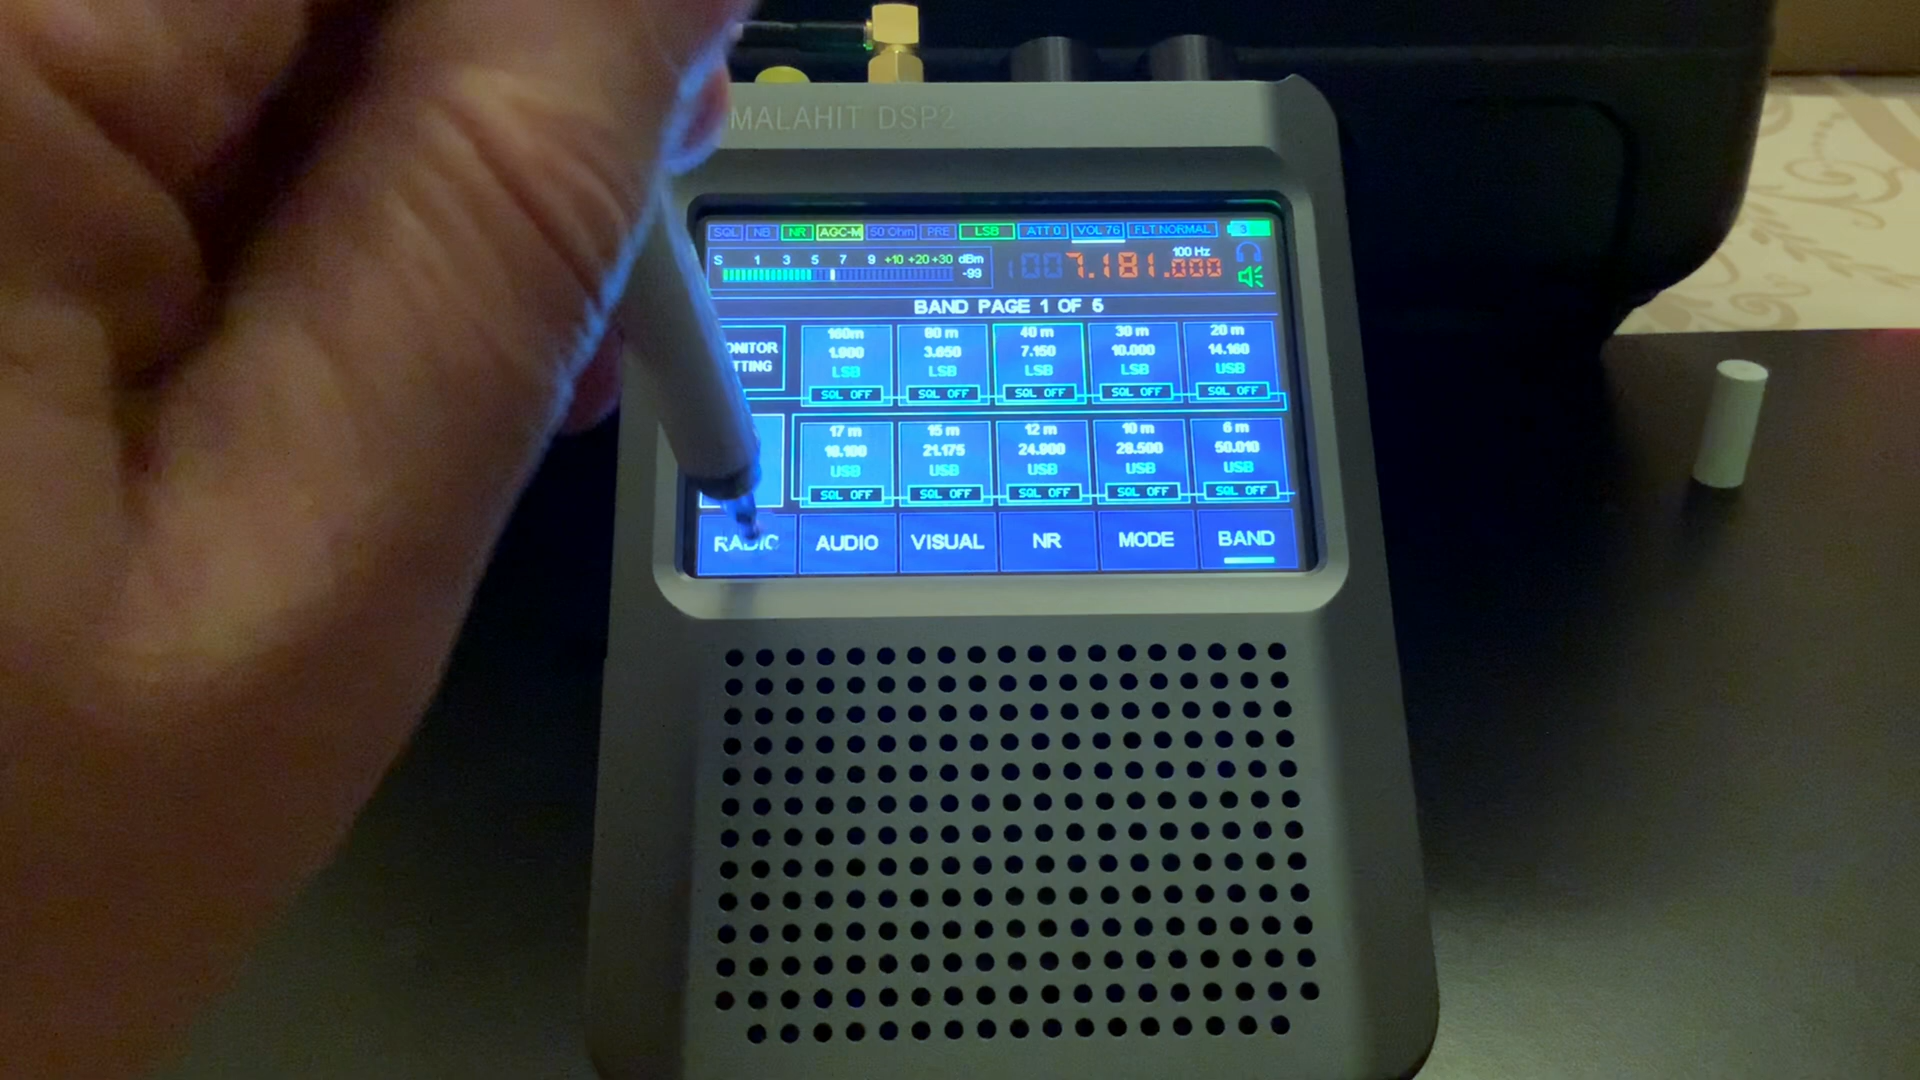 MALAHIT DSP2
SQL NB NR AGC-M 50 Ohm PRE LSB ATT 0 VOL 76 FLT NORMAL 3
S 1 3 5 7 9 +10 +20 +30 dBm
-99
100 Hz
7.181.000
BAND PAGE 1 OF 5
160m 80 m 40 m 30 m 20 m
1.900 3.650 7.150 10.000 14.160
LSB LSB LSB LSB USB
SQL OFF SQL OFF SQL OFF SQL OFF SQL OFF
17 m 15 m 12 m 10 m 6 m
18.100 21.175 24.900 28.500 50.010
USB USB USB USB USB
SQL OFF SQL OFF SQL OFF SQL OFF SQL OFF
RADIO AUDIO VISUAL NR MODE BAND